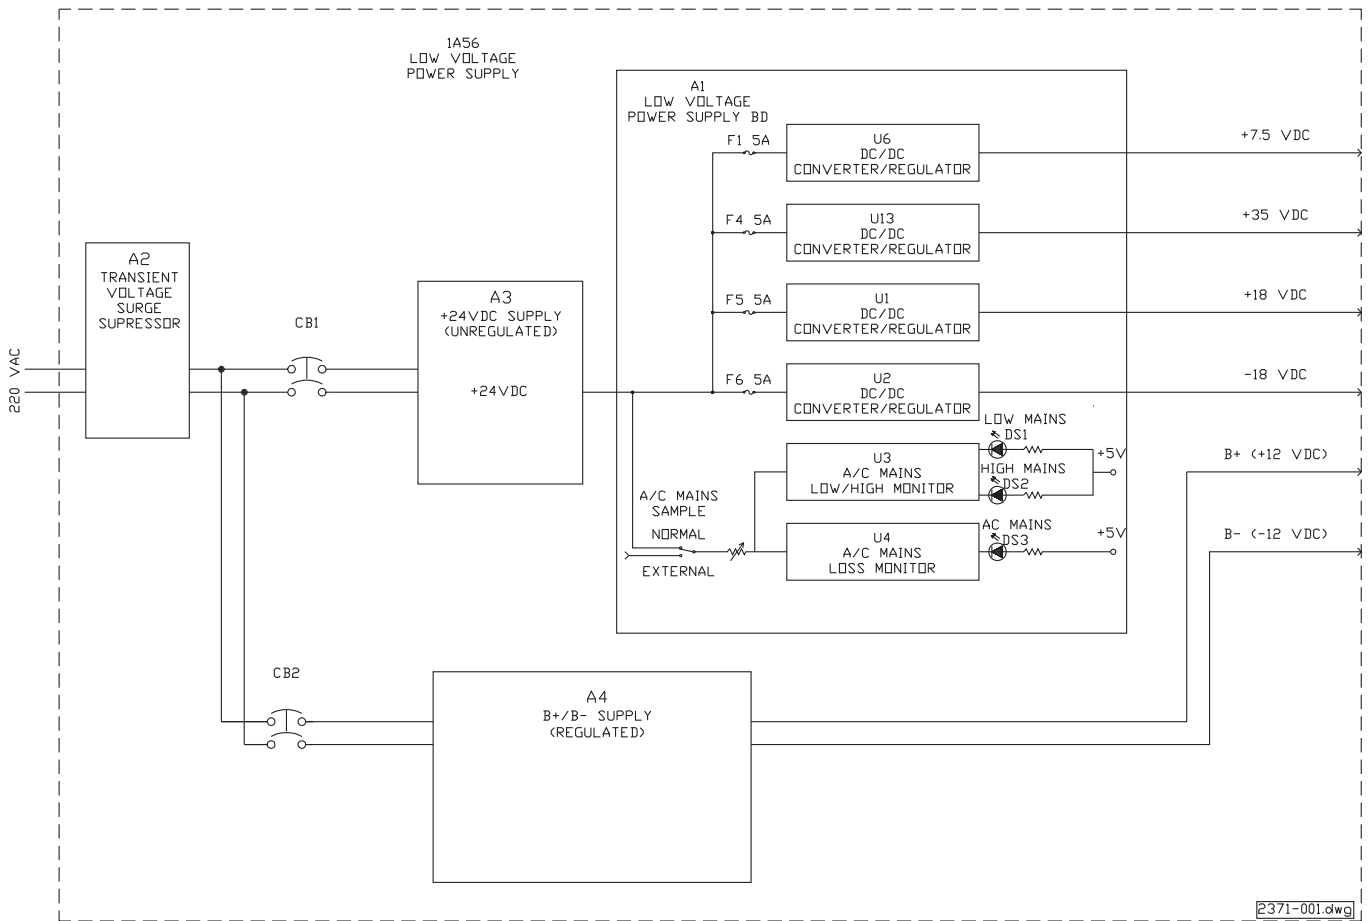 1A56
LOW VOLTAGE
POWER SUPPLY
A1
LOW VOLTAGE
POWER SUPPLY BD
F1 5A
U6
DC/DC
CONVERTER/REGULATOR
+7.5 VDC
F4 5A
U13
DC/DC
CONVERTER/REGULATOR
+35 VDC
A2
TRANSIENT
VOLTAGE
SURGE
SUPRESSOR
CB1
A3
+24VDC SUPPLY
(UNREGULATED)
+24VDC
F5 5A
U1
DC/DC
CONVERTER/REGULATOR
+18 VDC
220 VAC
F6 5A
U2
DC/DC
CONVERTER/REGULATOR
-18 VDC
LOW MAINS
DS1
U3
A/C MAINS
LOW/HIGH MONITOR
+5V
HIGH MAINS
DS2
B+ (+12 VDC)
A/C MAINS
SAMPLE
NORMAL
EXTERNAL
U4
A/C MAINS
LOSS MONITOR
AC MAINS
DS3
+5V
B- (-12 VDC)
CB2
A4
B+/B- SUPPLY
(REGULATED)
2371-001.dwg